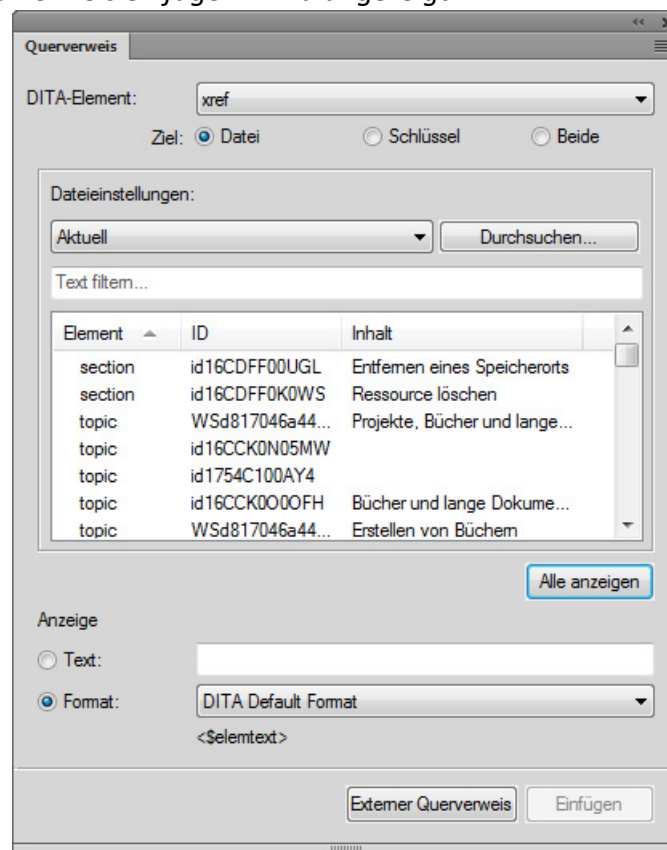 Querverweis
DITA-Element: xref
Ziel: Datei Schlüssel Beide
Dateieinstellungen:
Aktuell Durchsuchen...
Text filtern...
Element ID Inhalt
section id16CDFF00UGL Entfernen eines Speicherorts
section id16CDFF0K0WS Ressource löschen
topic WSd817046a44... Projekte, Bücher und lange...
topic id16CCK0N05MW
topic id1754C100AY4
topic id16CCK0O0OFH Bücher und lange Dokume...
topic WSd817046a44... Erstellen von Büchern
Alle anzeigen
Anzeige
Text:
Format: DITA Default Format
<$elemtext>
Externer Querverweis Einfügen